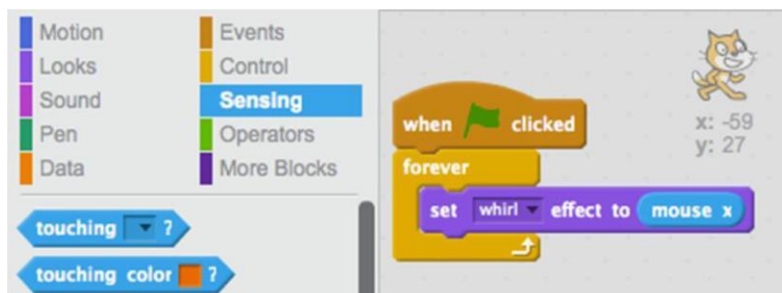 Motion
Looks
Sound
Pen
Data
Events
Control
Sensing
Operators
More Blocks
touching ?
touching color ?
when clicked
forever
set whirl effect to mouse x
x: -59
y: 27